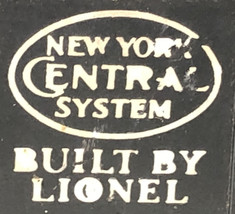 NEW YORK
CENTRAL
SYSTEM
BUILT BY
LIONEL